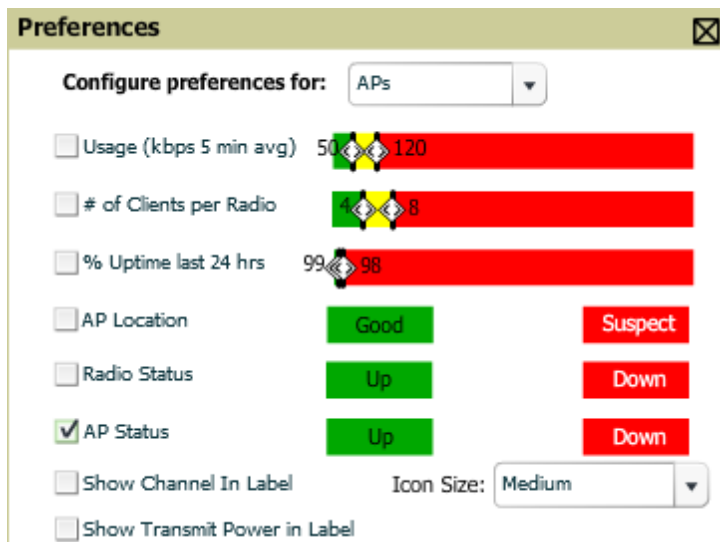 Preferences
Configure preferences for: APs
Usage (kbps 5 min avg) 50 120
# of Clients per Radio 4 8
% Uptime last 24 hrs 99 98
AP Location Good Suspect
Radio Status Up Down
AP Status Up Down
Show Channel In Label Icon Size: Medium
Show Transmit Power in Label